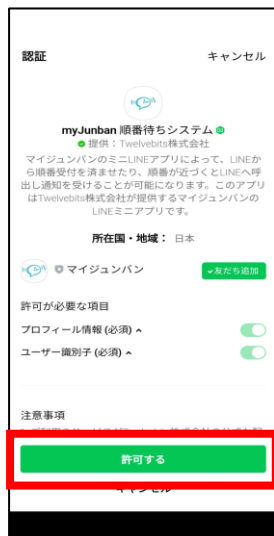 認証 キャンセル
myJunban 順番待ちシステム
提供：Twelvebits株式会社
マイジュンバンのミニLINEアプリによって、LINEか
ら順番受付を済ませたり、順番が近づくとLINEへ呼
出し通知を受けることが可能になります。このアプリ
はTwelvebits株式会社が提供するマイジュンバンの
LINEミニアプリです。
所在国・地域： 日本
マイジュンバン
友だち追加
許可が必要な項目
プロフィール情報 (必須)
ユーザー識別子 (必須)
注意事項
許可する
キャンセル